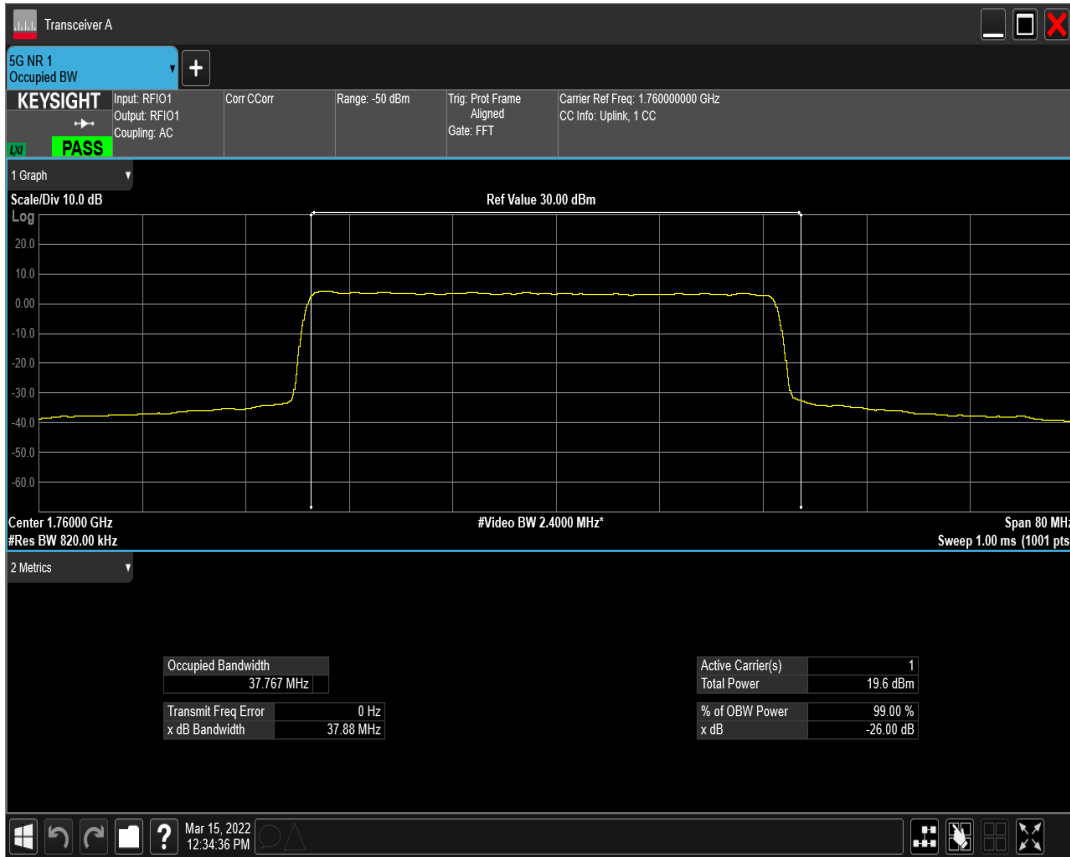 Transceiver A
5G NR 1
Occupied BW
+
KEYSIGHT
LXI
PASS
Input: RFIO1
Output: RFIO1
Coupling: AC
Corr CCorr
Range: -50 dBm
Trig: Prot Frame
Aligned
Gate: FFT
Carrier Ref Freq: 1.760000000 GHz
CC Info: Uplink, 1 CC
1 Graph
Scale/Div 10.0 dB
Ref Value 30.00 dBm
Log
20.0
10.0
0.00
-10.0
-20.0
-30.0
-40.0
-50.0
-60.0
Center 1.76000 GHz
#Video BW 2.4000 MHz*
Span 80 MHz
#Res BW 820.00 kHz
Sweep 1.00 ms (1001 pts
2 Metrics
Occupied Bandwidth
37.767 MHz
Transmit Freq Error 0 Hz
x dB Bandwidth 37.88 MHz
Active Carrier(s) 1
Total Power 19.6 dBm
% of OBW Power 99.00 %
x dB -26.00 dB
?
Mar 15, 2022
12:34:36 PM